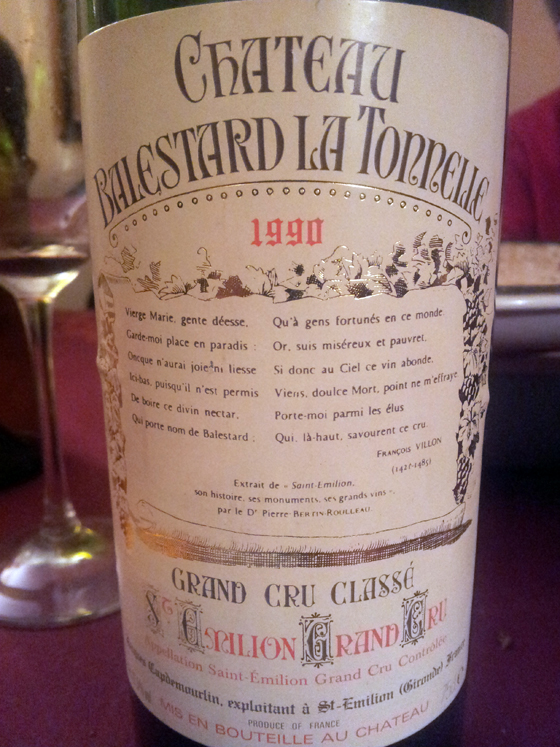 CHATEAU
BALESTARD LA TONNELLE
1990
Vierge Marie, gente déesse,
Garde-moi place en paradis :
Oncque n'aurai joie ni liesse
Ici-bas, puisqu'il n'est permis
De boire ce divin nectar,
Qui porte nom de Balestard ;
Qu'à gens fortunés en ce monde.
Or, suis miséreux et pauvret,
Si donc au Ciel ce vin abonde,
Viens, doulce Mort, point ne m'effraye
Porte-moi parmi les élus
Qui, là-haut, savourent ce cru.
FRANÇOIS VILLON
(1427-1485)
Extrait de « Saint-Emilion,
son histoire, ses monuments, ses grands vins »,
par le Dr Pierre BERTIN-ROULLEAU.
GRAND CRU CLASSÉ
St EMILION GRAND CRU
Appellation Saint-Émilion Grand Cru Contrôlée
Capdemourlin, exploitant à St-Emilion (Gironde) France
PRODUCE OF FRANCE
MIS EN BOUTEILLE AU CHATEAU